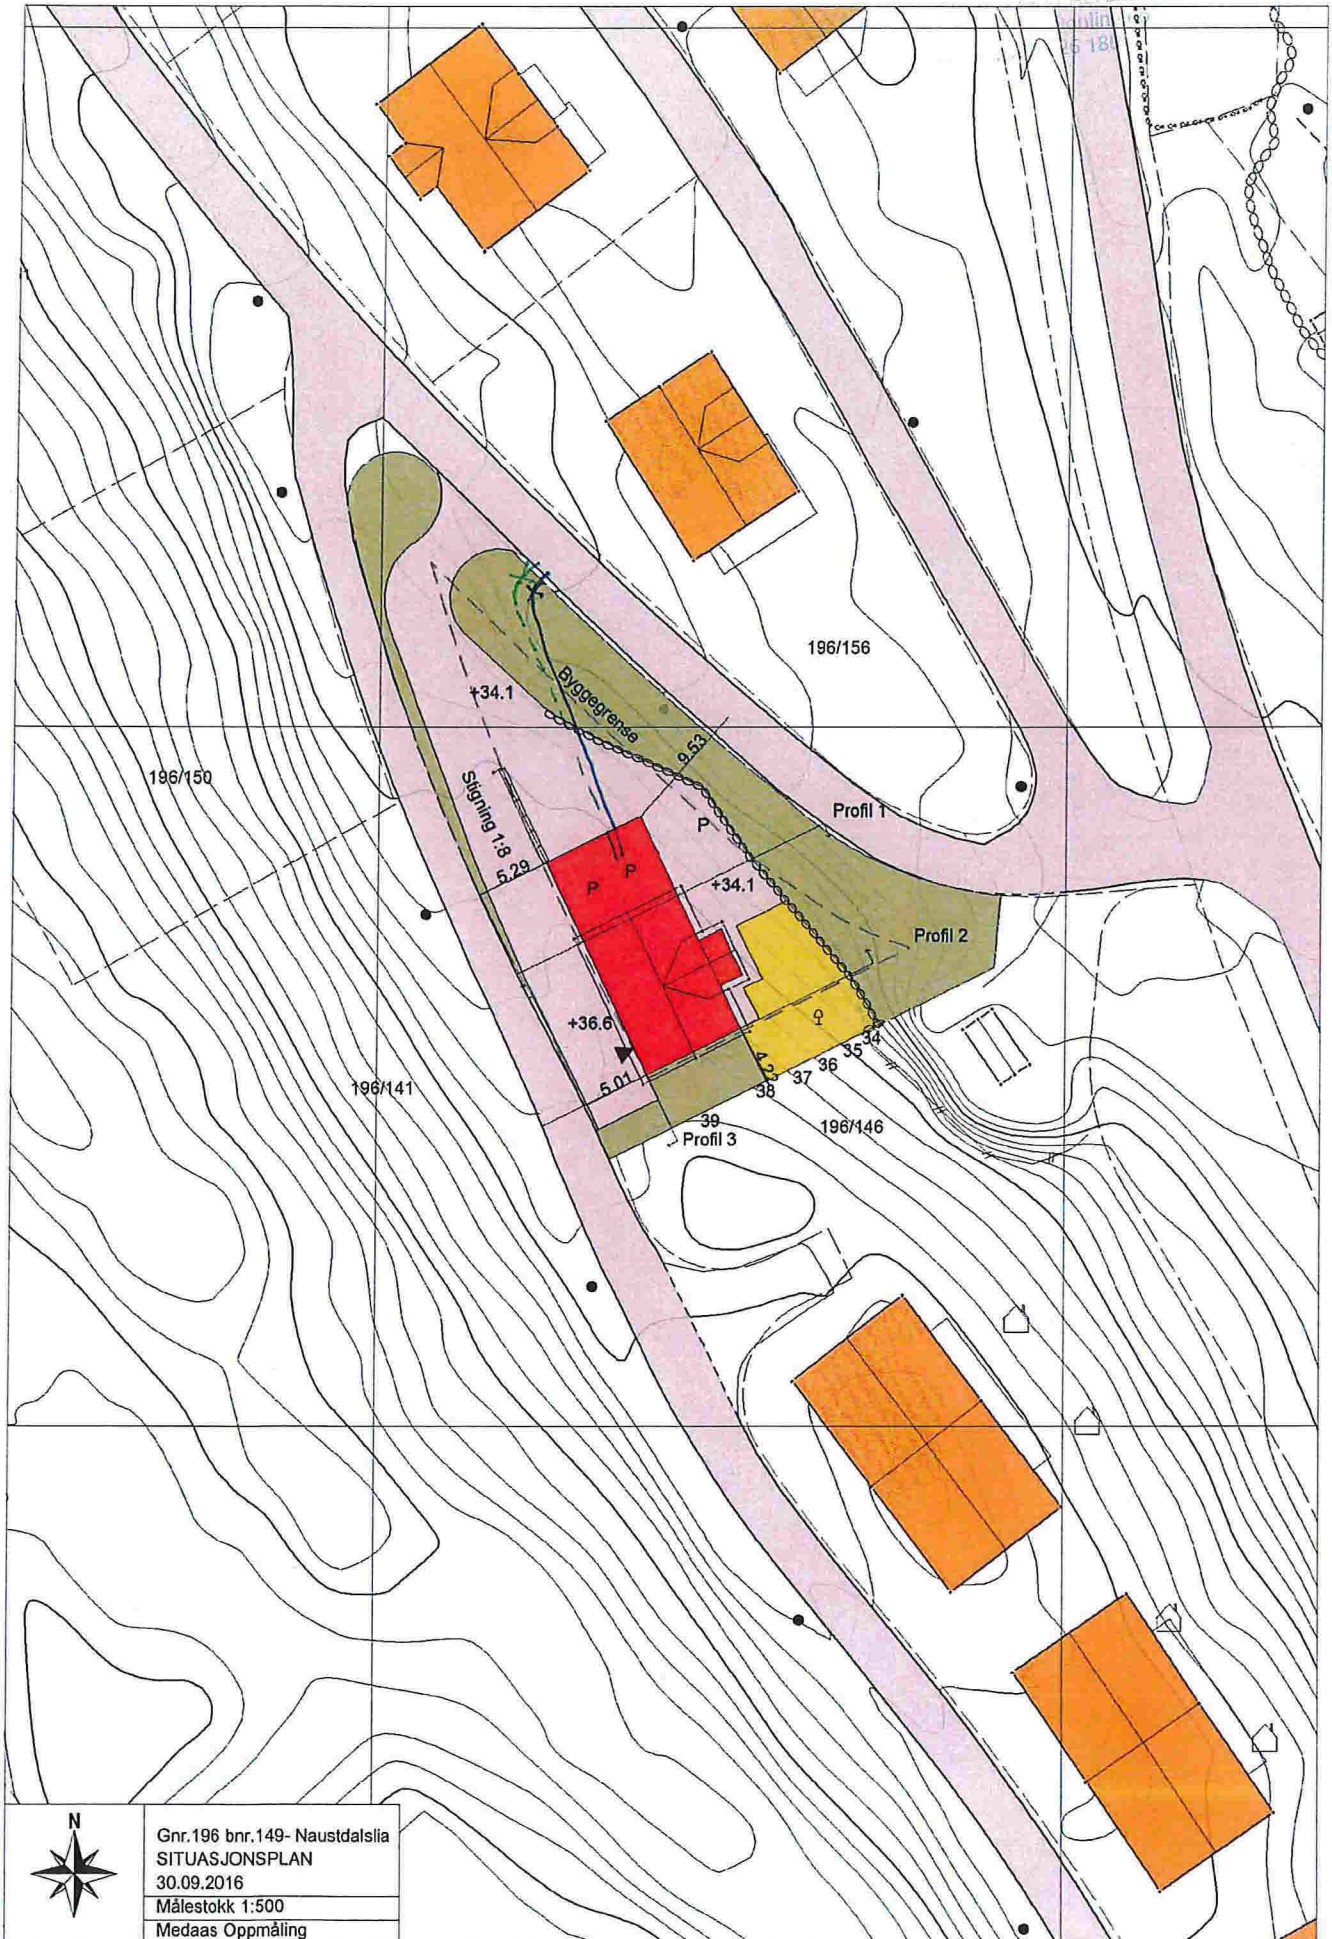 196/156
+34.1
Byggegrense
9.53
196/150
Stigning 1:8
Profil 1
P
5.29
P
P
+34.1
Profil 2
+36.6
34
35
36
37
38
4.2
5.01
196/141
39
196/146
Profil 3
N
Gnr.196 bnr.149- Naustdalslia
SITUASJONSPLAN
30.09.2016
Målestokk 1:500
Medaas Oppmåling